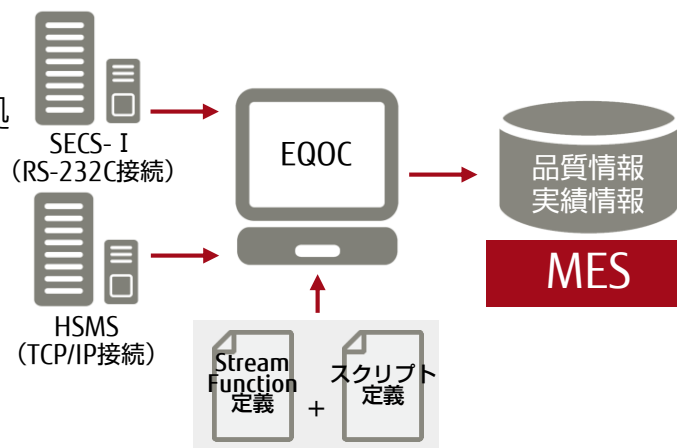 処
SECS-Ⅰ
（RS-232C接続）
EQOC
品質情報
実績情報
MES
HSMS
（TCP/IP接続）
Stream
Function
定義
+
スクリプト
定義